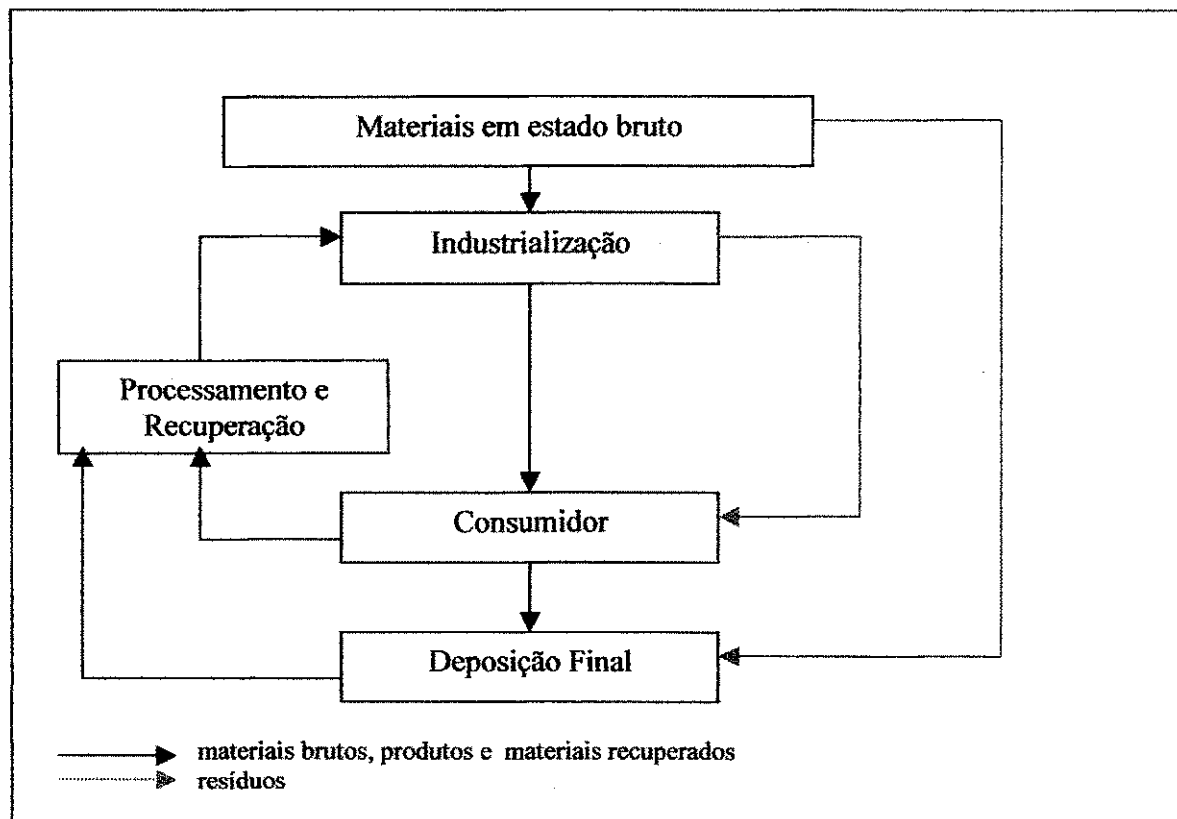 Materiais em estado bruto
Industrialização
Processamento e
Recuperação
Consumidor
Deposição Final
materiais brutos, produtos e materiais recuperados
resíduos